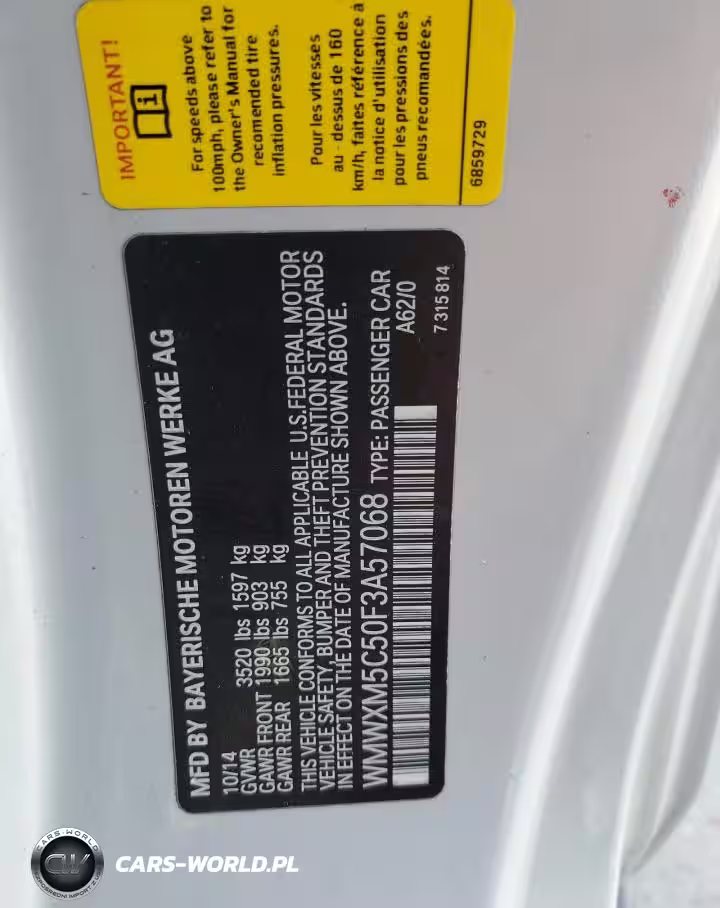 IMPORTANT!
i
For speeds above
100mph, please refer to
the Owner's Manual for
recomended tire
inflation pressures.
Pour les vitesses
au - dessus de 160
km/h, faites référence à
la notice d'utilisation
pour les pressions des
pneus recomandées.
6859729
MFD BY BAYERISCHE MOTOREN WERKE AG
10/14
GVWR 3520 lbs 1597 kg
GAWR FRONT 1990 lbs 903 kg
GAWR REAR 1665 lbs 755 kg
THIS VEHICLE CONFORMS TO ALL APPLICABLE U.S.FEDERAL MOTOR
VEHICLE SAFETY, BUMPER AND THEFT PREVENTION STANDARDS
IN EFFECT ON THE DATE OF MANUFACTURE SHOWN ABOVE.
WMWXM5C50F3A57068 TYPE: PASSENGER CAR
A62/0
7 315 814
CARS-WORLD
CW
CARS-WORLD.PL